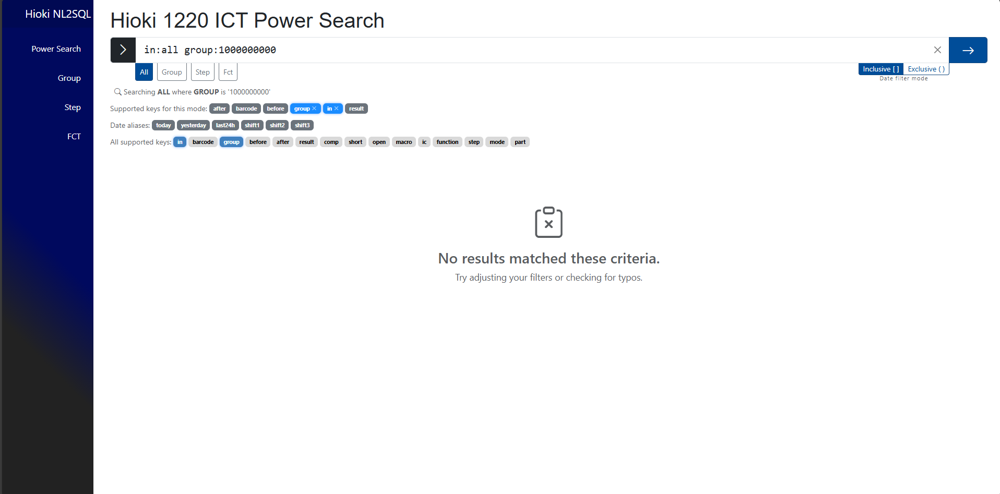 Hioki NL2SQL
Power Search
Group
Step
FCT
Hioki 1220 ICT Power Search
in:all group:1000000000
All Group Step Fct
Inclusive [ ] Exclusive ( )
Date filter mode
Searching ALL where GROUP is '1000000000'
Supported keys for this mode: after barcode before group × in × result
Date aliases: today yesterday last24h shift1 shift2 shift3
All supported keys: in barcode group before after result comp short open macro ic function step mode part
No results matched these criteria.
Try adjusting your filters or checking for typos.